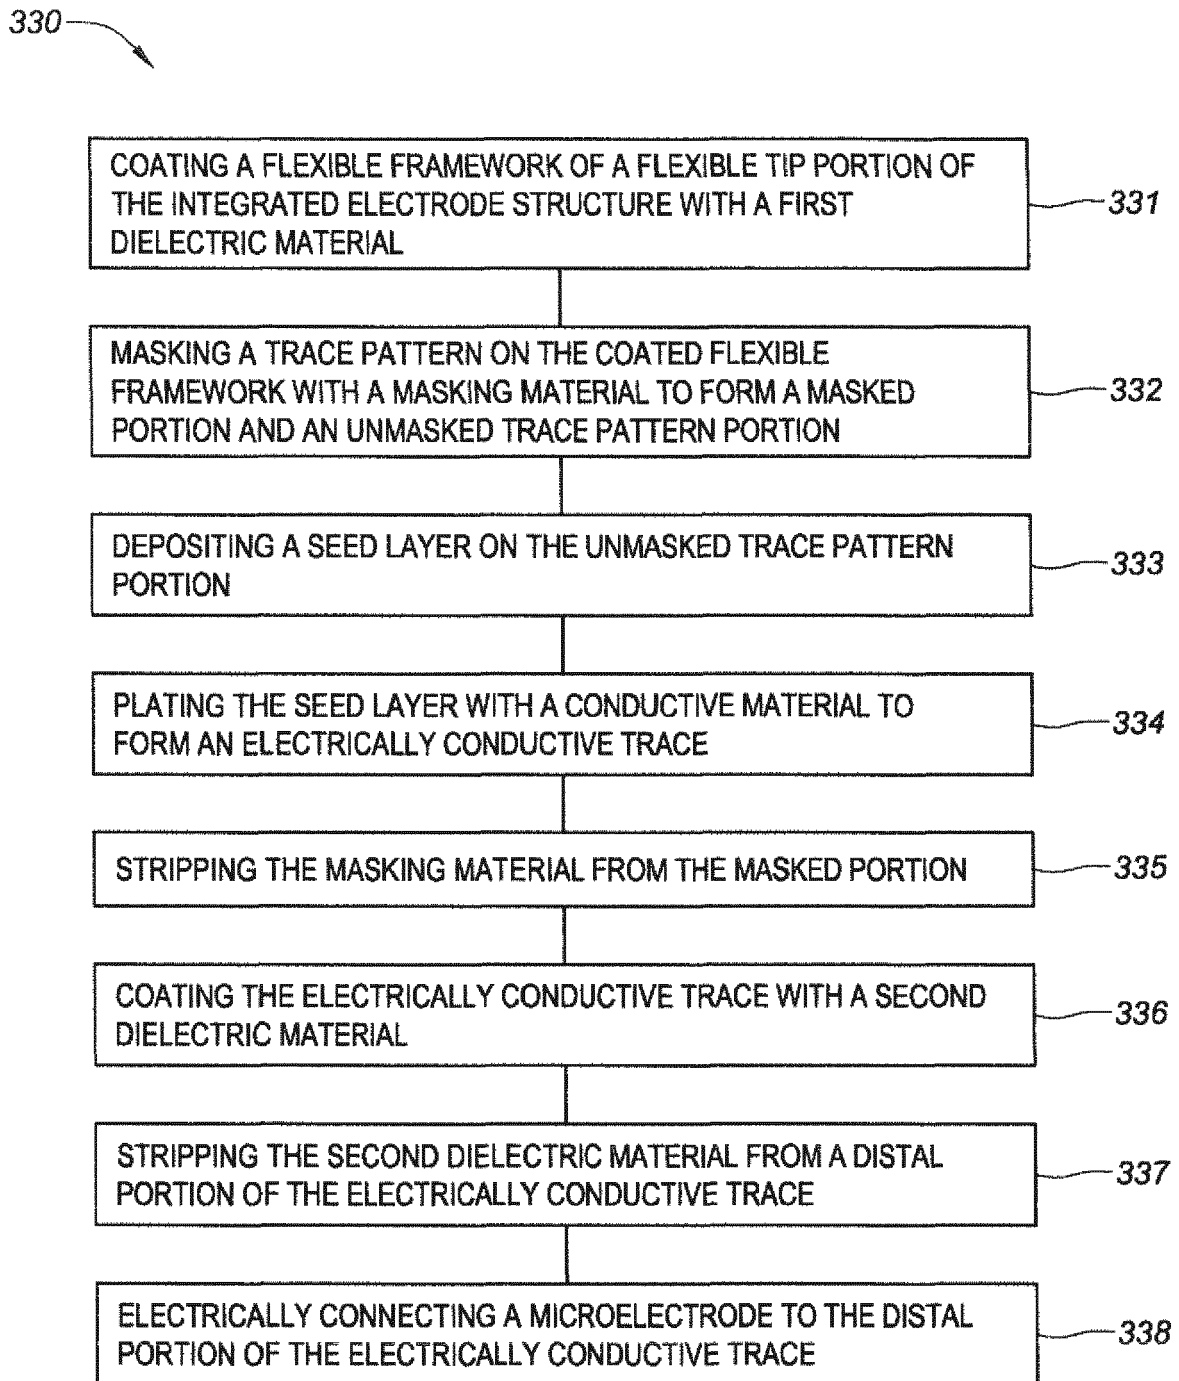 330
COATING A FLEXIBLE FRAMEWORK OF A FLEXIBLE TIP PORTION OF
THE INTEGRATED ELECTRODE STRUCTURE WITH A FIRST
DIELECTRIC MATERIAL
331
MASKING A TRACE PATTERN ON THE COATED FLEXIBLE
FRAMEWORK WITH A MASKING MATERIAL TO FORM A MASKED
PORTION AND AN UNMASKED TRACE PATTERN PORTION
332
DEPOSITING A SEED LAYER ON THE UNMASKED TRACE PATTERN
PORTION
333
PLATING THE SEED LAYER WITH A CONDUCTIVE MATERIAL TO
FORM AN ELECTRICALLY CONDUCTIVE TRACE
334
STRIPPING THE MASKING MATERIAL FROM THE MASKED PORTION
335
COATING THE ELECTRICALLY CONDUCTIVE TRACE WITH A SECOND
DIELECTRIC MATERIAL
336
STRIPPING THE SECOND DIELECTRIC MATERIAL FROM A DISTAL
PORTION OF THE ELECTRICALLY CONDUCTIVE TRACE
337
ELECTRICALLY CONNECTING A MICROELECTRODE TO THE DISTAL
PORTION OF THE ELECTRICALLY CONDUCTIVE TRACE
338